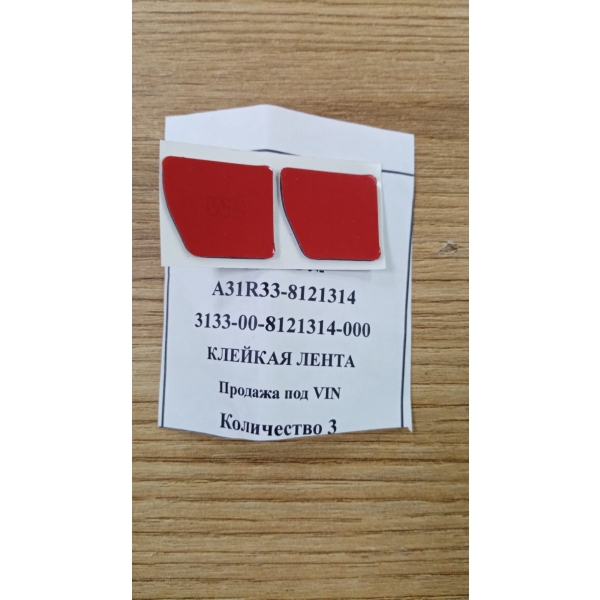 A31R33-8121314
3133-00-8121314-000
КЛЕЙКАЯ ЛЕНТА
Продажа под VIN
Количество 3